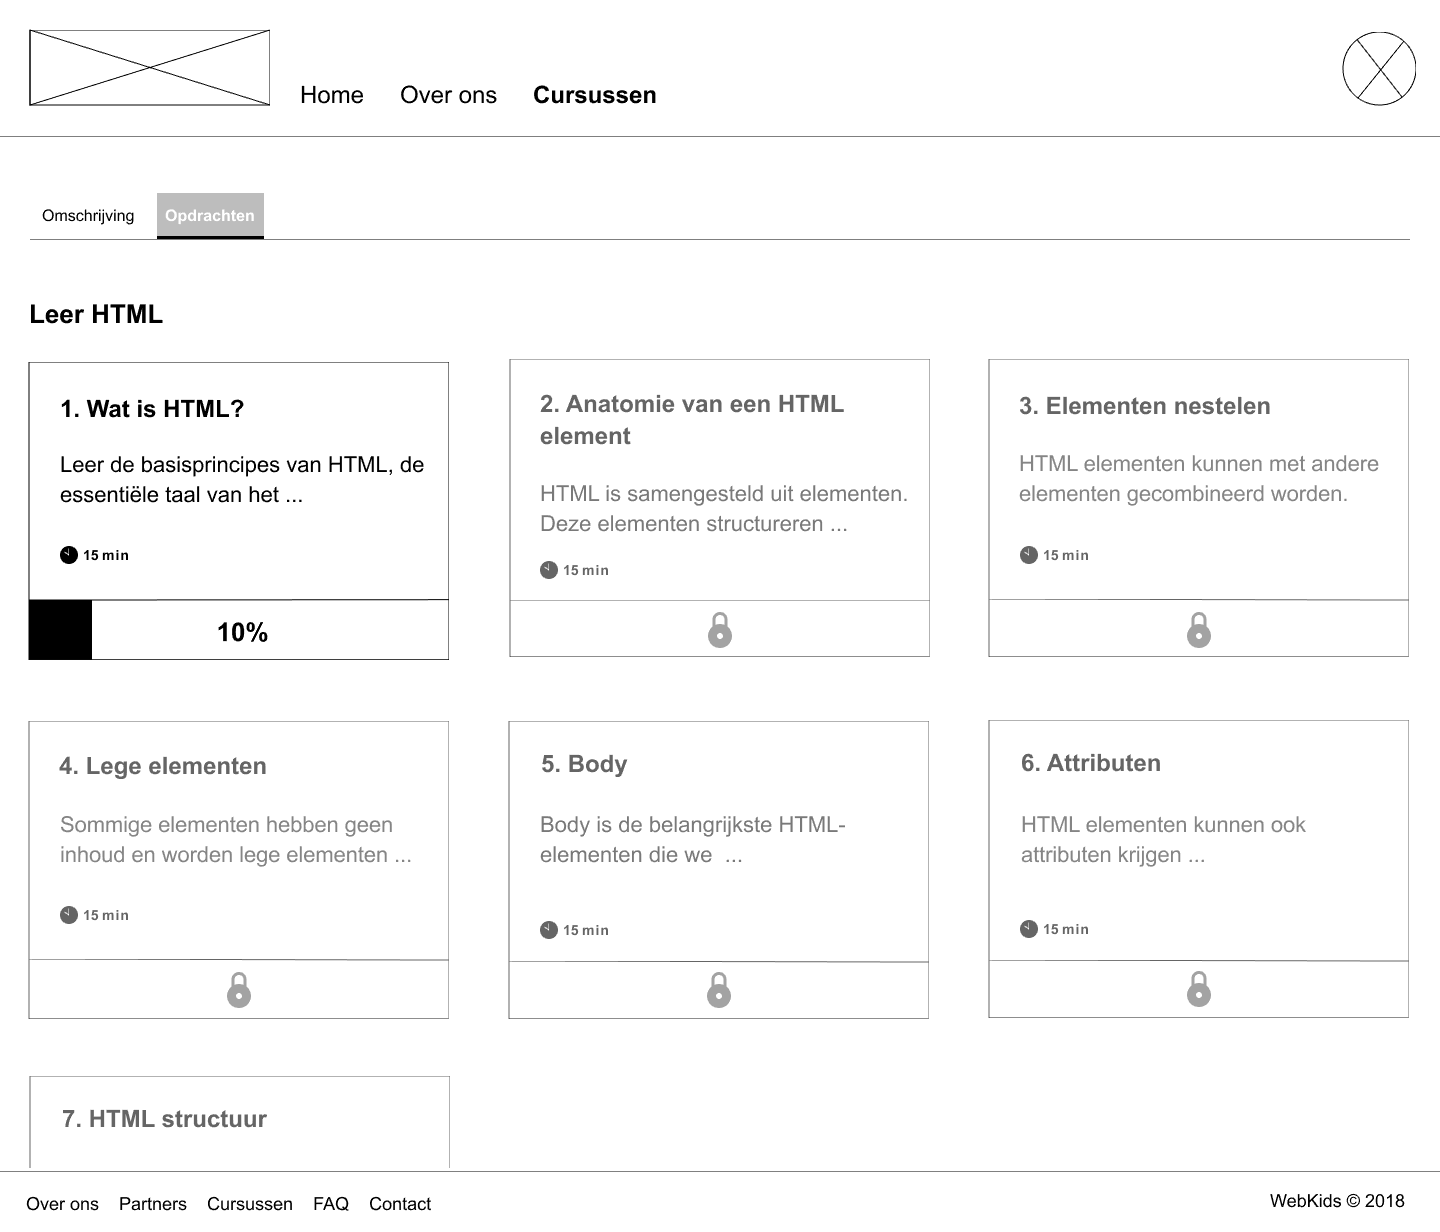 Home Over ons Cursussen
Omschrijving Opdrachten
Leer HTML
1. Wat is HTML?
Leer de basisprincipes van HTML, de
essentiële taal van het ...
15 min
10%
2. Anatomie van een HTML
element
HTML is samengesteld uit elementen.
Deze elementen structureren ...
15 min
3. Elementen nestelen
HTML elementen kunnen met andere
elementen gecombineerd worden.
15 min
4. Lege elementen
Sommige elementen hebben geen
inhoud en worden lege elementen ...
15 min
5. Body
Body is de belangrijkste HTML-
elementen die we ...
15 min
6. Attributen
HTML elementen kunnen ook
attributen krijgen ...
15 min
7. HTML structuur
Over ons Partners Cursussen FAQ Contact
WebKids © 2018